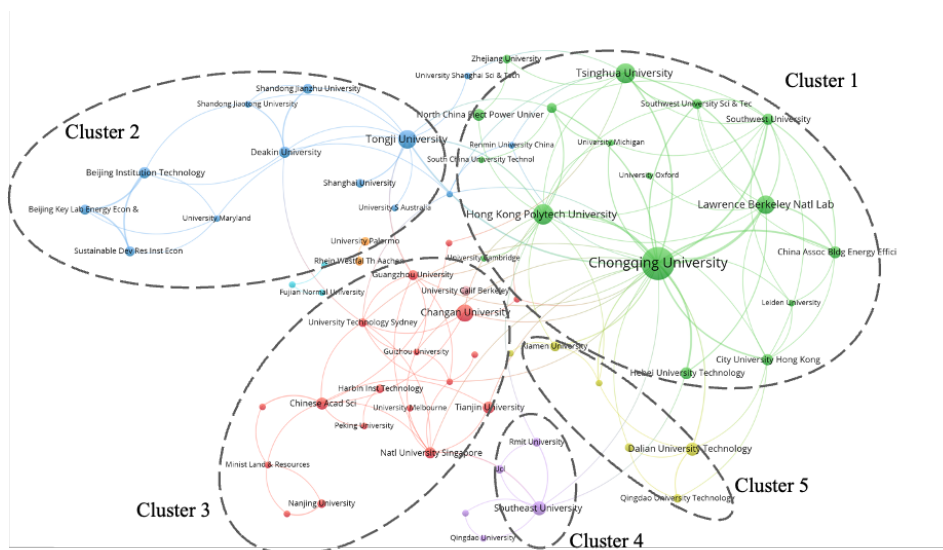 Zhejiang University
University Shanghai Sci & Tech
Tsinghua University
Cluster 1
Shandong Jianzhu University
Shandong Jiaotong University
Southwest University Sci & Tec
North China Elect Power Univer
Southwest University
Cluster 2
Tongji University
Renmin University China
University Michigan
Deakin University
South China University Technol
Beijing Institution Technology
Shanghai University
University Oxford
Beijing Key Lab Energy Econ &
University S Australia
University Maryland
Hong Kong Polytech University
Lawrence Berkeley Natl Lab
Sustainable Dev Res Inst Econ
University Palermo
China Assoc Bldg Energy Effici
Rhein Westfal Th Aachen
University Cambridge
Chongqing University
Guangzhou University
Fujian Normal University
University Calif Berkeley
Leiden University
Changan University
University Technology Sydney
Xiamen University
Guizhou University
City University Hong Kong
Hebei University Technology
Harbin Inst Technology
Chinese Acad Sci
University Melbourne
Tianjin University
Peking University
Rmit University
Natl University Singapore
Dalian University Technology
Minist Land & Resources
Ucl
Cluster 5
Nanjing University
Qingdao University Technology
Cluster 3
Southeast University
Qingdao University
Cluster 4